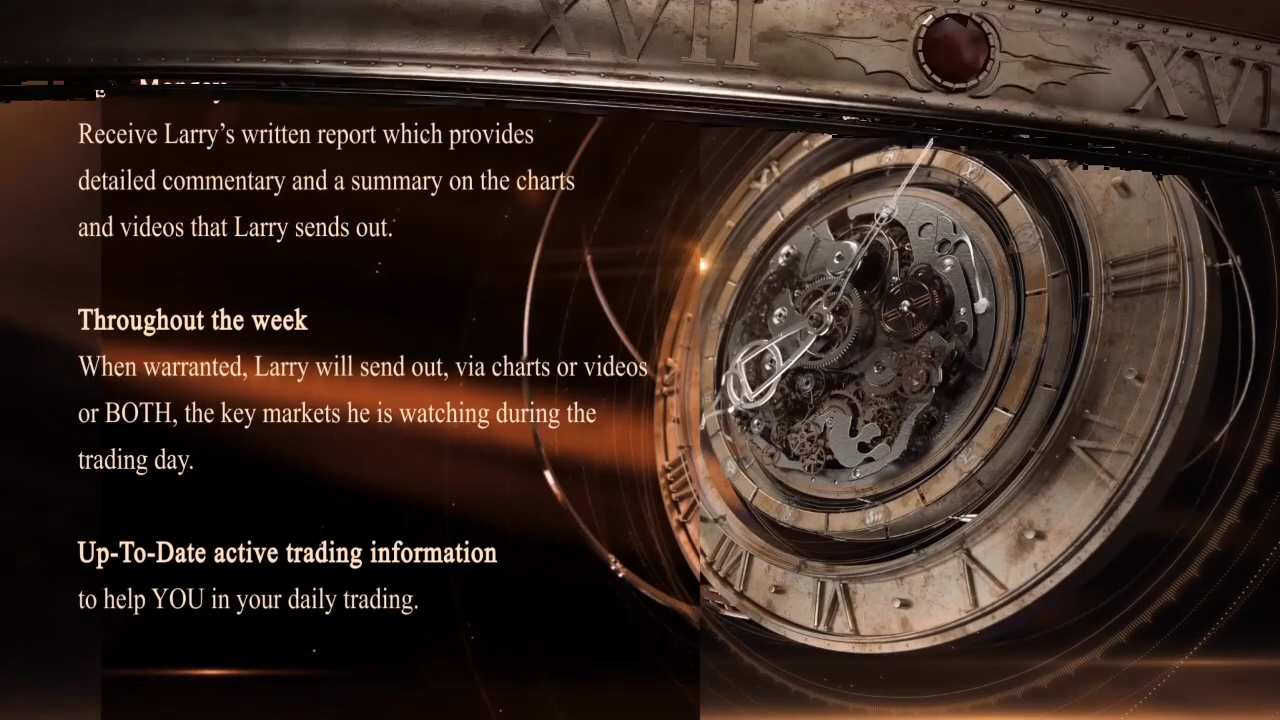 XVII
XVI
Receive Larry’s written report which provides
detailed commentary and a summary on the charts
and videos that Larry sends out.
Throughout the week
When warranted, Larry will send out, via charts or videos
or BOTH, the key markets he is watching during the
trading day.
Up-To-Date active trading information
to help YOU in your daily trading.